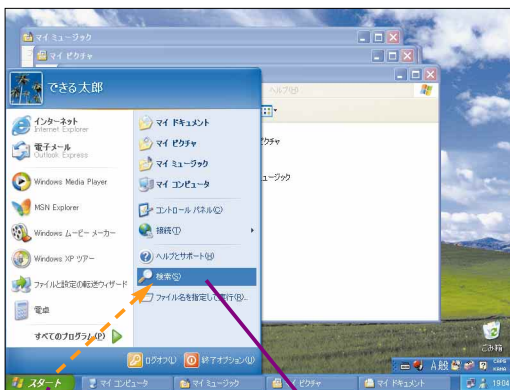 マイ ミュージック
マイ ピクチャ
できる太郎
ヘルプ(H)
インターネット
Internet Explorer
電子メール
Outlook Express
Windows Media Player
MSN Explorer
Windows ムービー メーカー
Windows XP ツアー
ファイルと設定の転送ウィザード
電卓
すべてのプログラム(P)
マイ ドキュメント
マイ ピクチャ
マイ ミュージック
マイ コンピュータ
コントロール パネル(C)
接続(T)
ヘルプとサポート(H)
検索(S)
ファイル名を指定して実行(R)...
ピクチャ
ュージック
ログオフ(L)
終了オプション(U)
ごみ箱
スタート
マイ コンピュータ
マイ ミュージック
マイ ピクチャ
マイ ドキュメント
A 般
CAPS
KANA
19:04